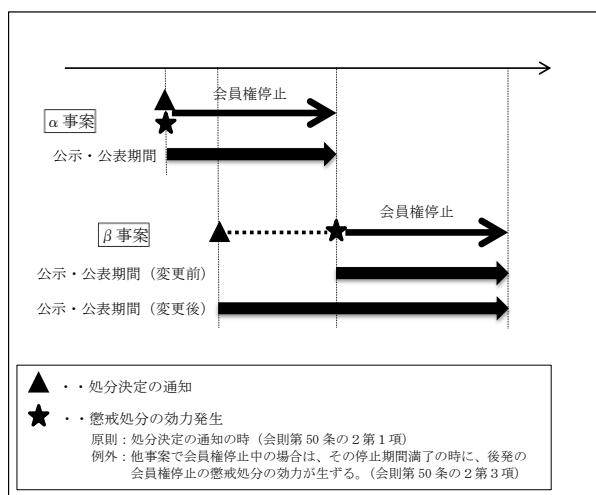 会員権停止
α事案
公示・公表期間
会員権停止
β事案
公示・公表期間（変更前）
公示・公表期間（変更後）
・・処分決定の通知
・・懲戒処分の効力発生
原則：処分決定の通知の時（会則第50条の2第1項）
例外：他事案で会員権停止中の場合は、その停止期間満了の時に、後発の
会員権停止の懲戒処分の効力が生ずる。（会則第50条の2第3項）